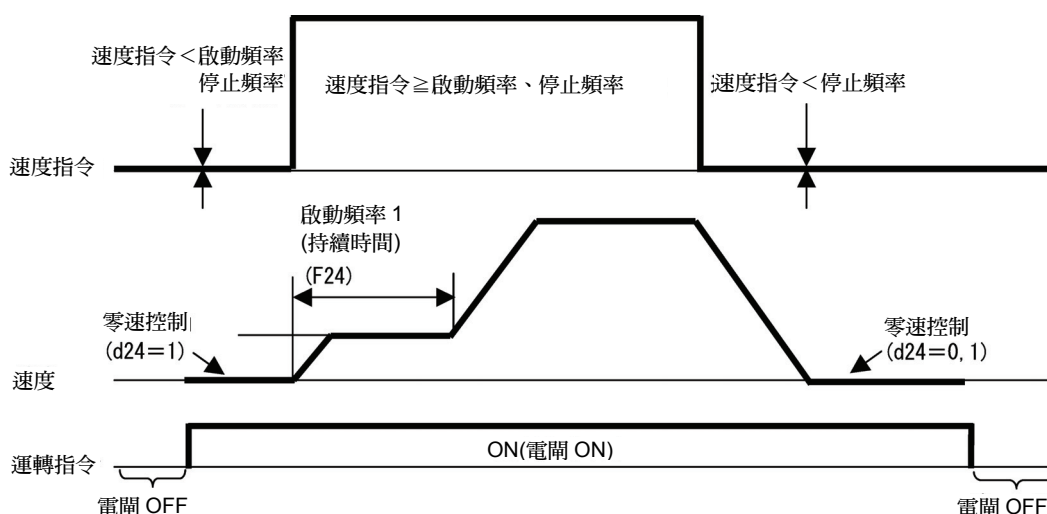 速度指令＜啟動頻率
停止頻率
速度指令≧啟動頻率、停止頻率
速度指令＜停止頻率
速度指令
啟動頻率 1
(持續時間)
(F24)
零速控制
(d24＝1)
零速控制
(d24＝0, 1)
速度
ON(電閘 ON)
運轉指令
電閘 OFF
電閘 OFF